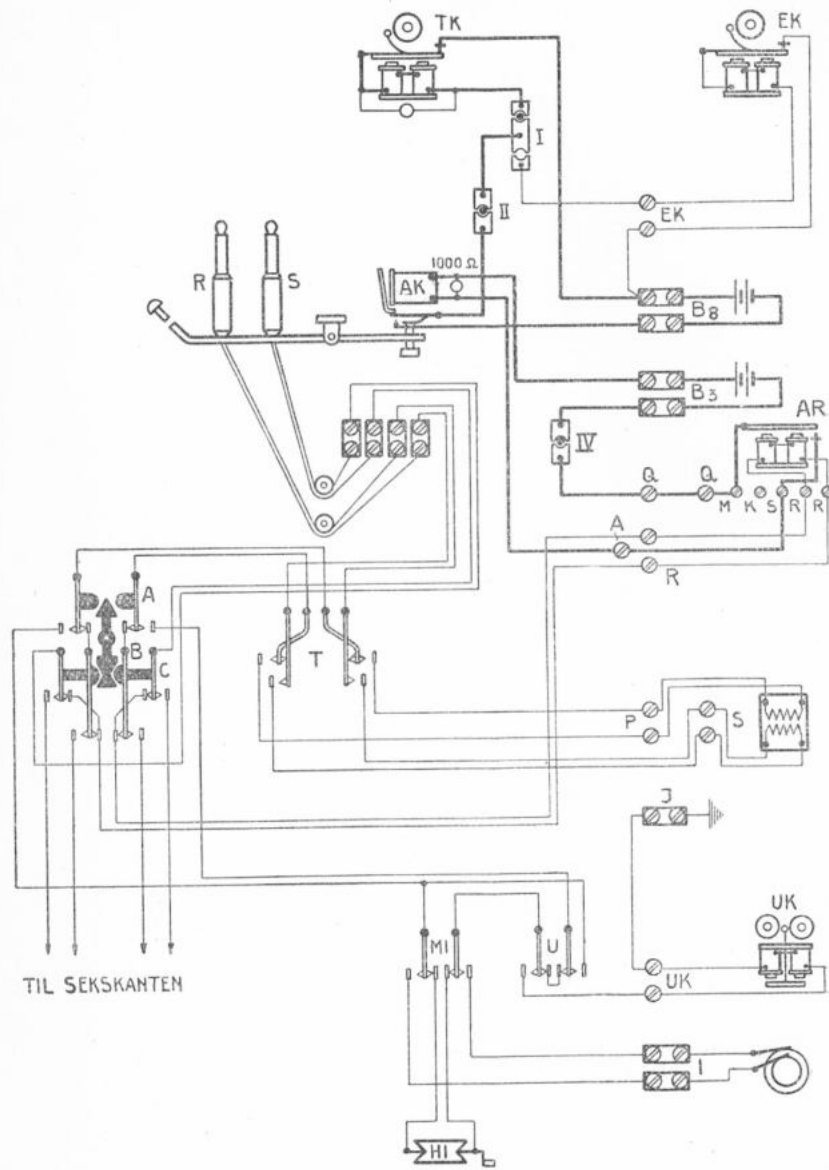 TK
EK
I
II
EK
R
S
AK
1000 Ω
B8
B3
AR
IV
Q
Q
M
K
S
R
R
A
R
A
B
C
T
P
S
J
UK
MI
U
UK
TIL SEKSKANTEN
I
HI